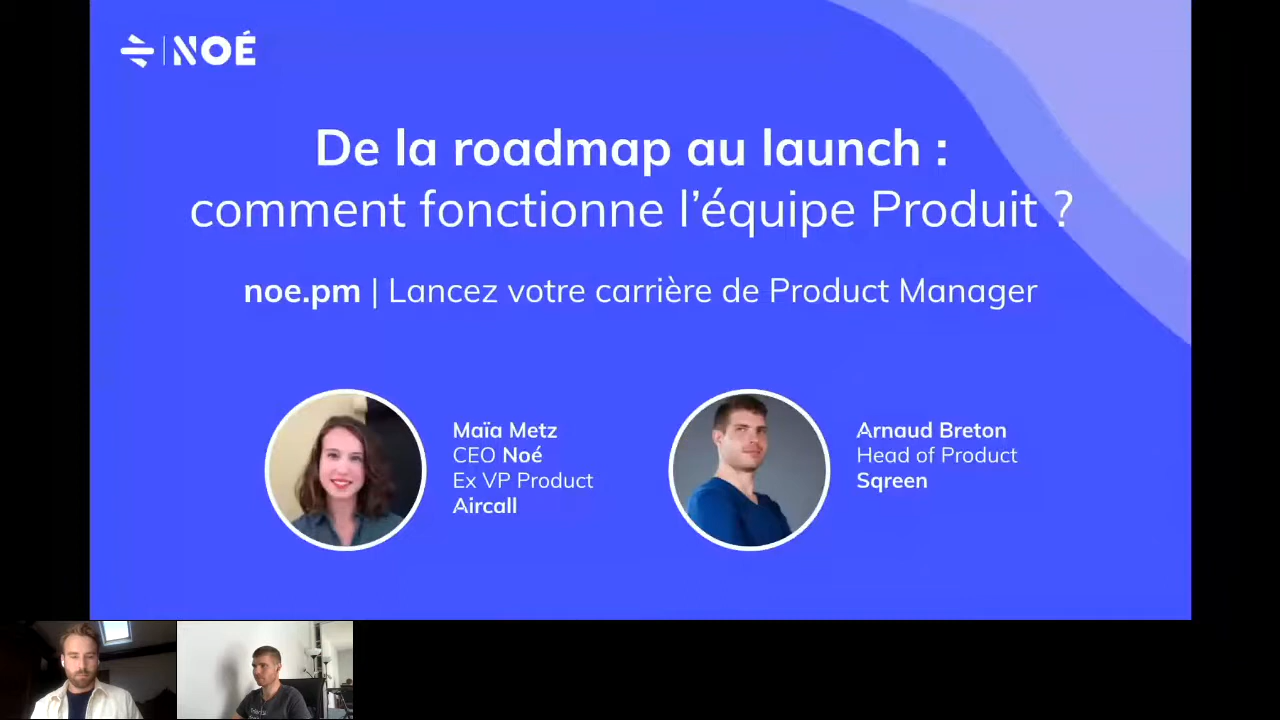 NOÉ
De la roadmap au launch :
comment fonctionne l’équipe Produit ?
noe.pm | Lancez votre carrière de Product Manager
Maïa Metz
CEO Noé
Ex VP Product
Aircall
Arnaud Breton
Head of Product
Sqreen